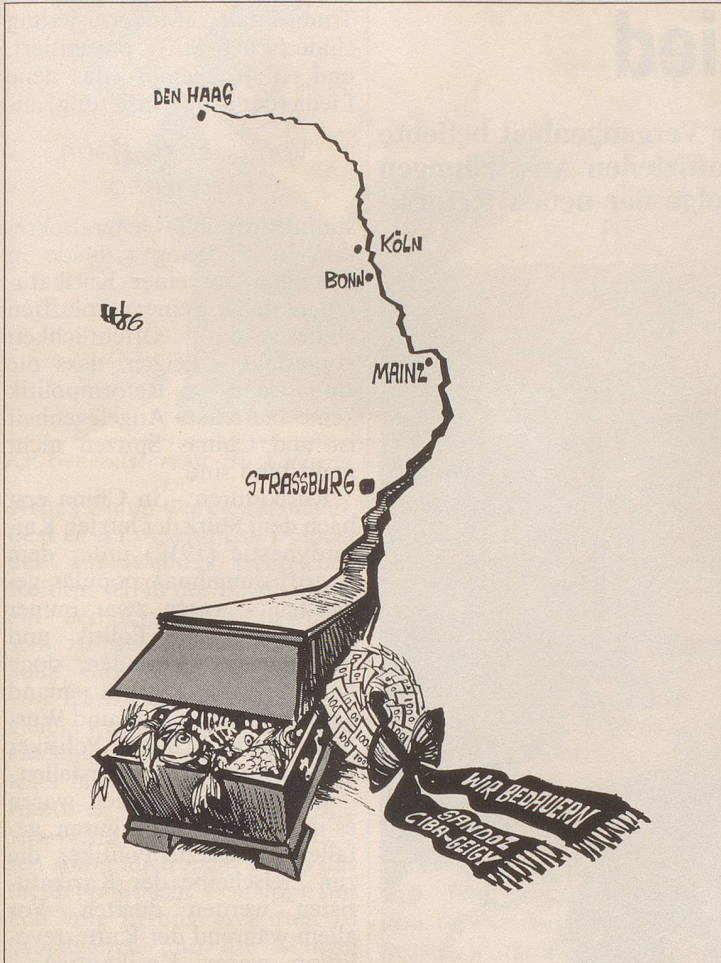 DEN HAAG
KÖLN
BONN
MAINZ
STRASSBURG
WIR BEDAUERN
SANDOZ
CIBA-GEIGY